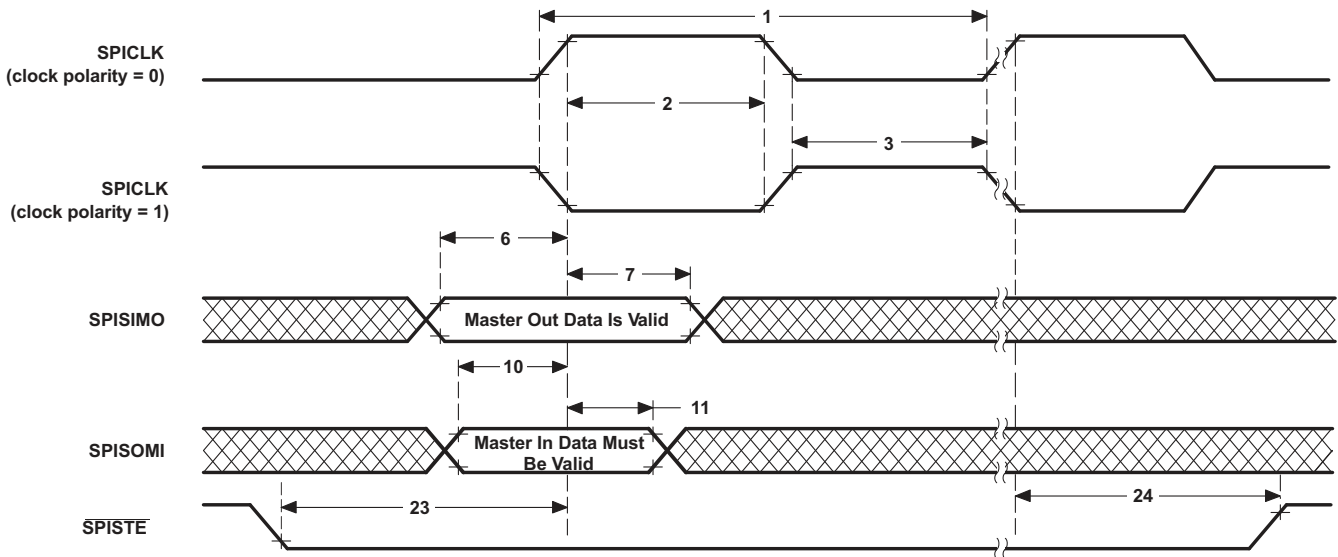 1
SPICLK
(clock polarity = 0)
2
3
SPICLK
(clock polarity = 1)
6
7
SPISIMO
Master Out Data Is Valid
10
11
SPISOMI
Master In Data Must
Be Valid
23
24
SPISTE